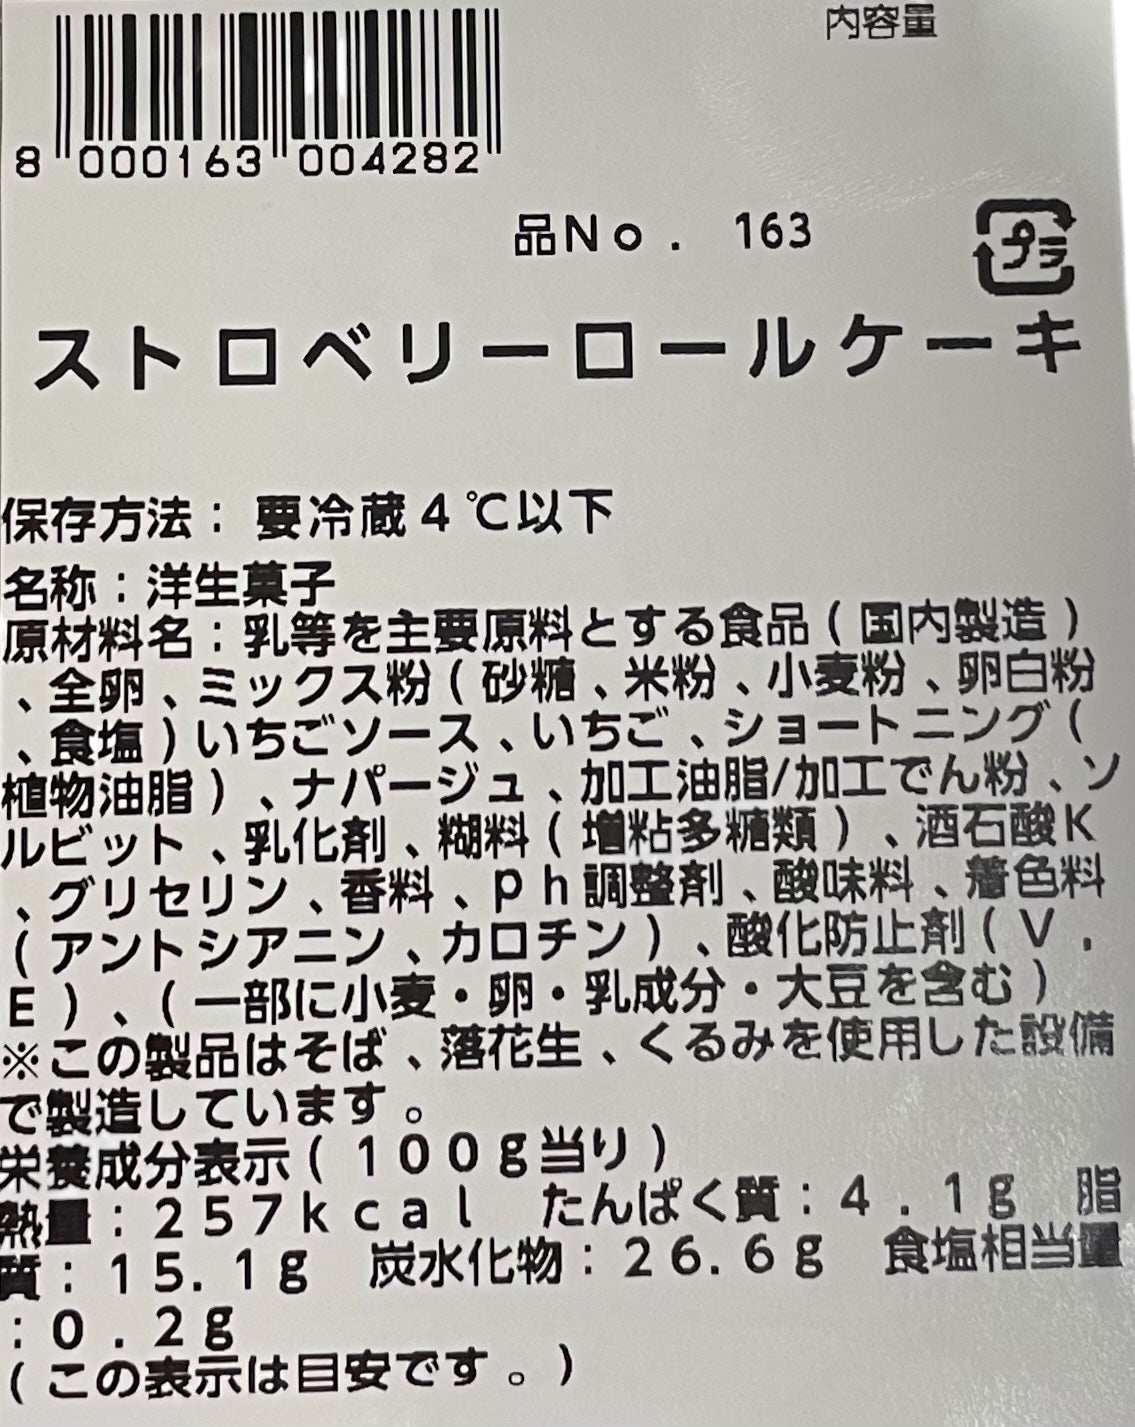 内容量
8 000163 004282
品No. 163
プラ
ストロベリーロールケーキ
保存方法:要冷蔵4℃以下
名称:洋生菓子
原材料名:乳等を主要原料とする食品(国内製造)
、全卵、ミックス粉(砂糖、米粉、小麦粉、卵白粉
、食塩)いちごソース、いちご、ショートニング(
植物油脂)、ナパージュ、加工油脂/加工でん粉、ソ
ルビット、乳化剤、糊料(増粘多糖類)、酒石酸K
、グリセリン、香料、ph調整剤、酸味料、着色料
(アントシアニン、カロチン)、酸化防止剤(V.
E)、(一部に小麦・卵・乳成分・大豆を含む)
※この製品はそば、落花生、くるみを使用した設備
で製造しています。
栄養成分表示(100g当り)
熱量:257kcal たんぱく質:4.1g 脂
質:15.1g 炭水化物:26.6g 食塩相当量
:0.2g
(この表示は目安です。)